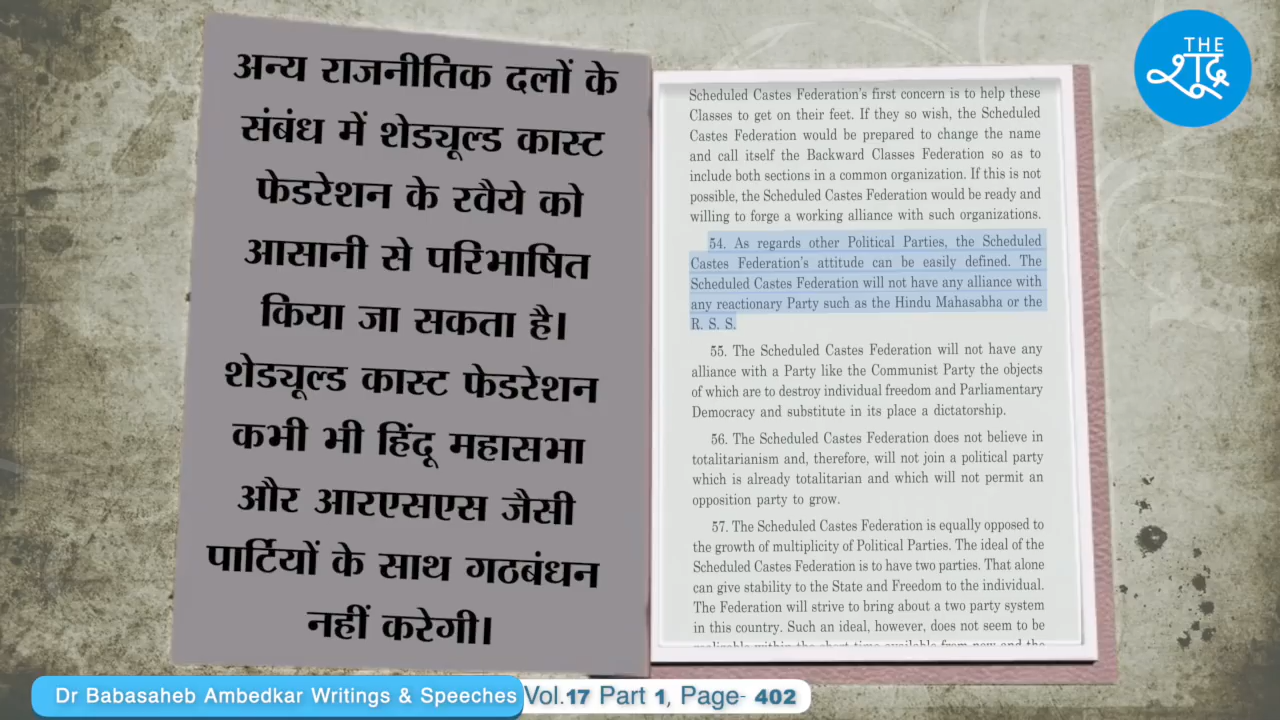 अन्य राजनीतिक दलों के
संबंध में शेड्यूल्ड कास्ट
फेडरेशन के रवैये को
आसानी से परिभाषित
किया जा सकता है।
शेड्यूल्ड कास्ट फेडरेशन
कभी भी हिंदू महासभा
और आरएसएस जैसी
पार्टियों के साथ गठबंधन
नहीं करेगी।
Scheduled Castes Federation's first concern is to help these
Classes to get on their feet. If they so wish, the Scheduled
Castes Federation would be prepared to change the name
and call itself the Backward Classes Federation so as to
include both sections in a common organization. If this is not
possible, the Scheduled Castes Federation would be ready and
willing to forge a working alliance with such organizations.
54. As regards other Political Parties, the Scheduled
Castes Federation's attitude can be easily defined. The
Scheduled Castes Federation will not have any alliance with
any reactionary Party such as the Hindu Mahasabha or the
R. S. S.
55. The Scheduled Castes Federation will not have any
alliance with a Party like the Communist Party the objects
of which are to destroy individual freedom and Parliamentary
Democracy and substitute in its place a dictatorship.
56. The Scheduled Castes Federation does not believe in
totalitarianism and, therefore, will not join a political party
which is already totalitarian and which will not permit an
opposition party to grow.
57. The Scheduled Castes Federation is equally opposed to
the growth of multiplicity of Political Parties. The ideal of the
Scheduled Castes Federation is to have two parties. That alone
can give stability to the State and Freedom to the individual.
The Federation will strive to bring about a two party system
in this country. Such an ideal, however, does not seem to be
THE
शूद्र
Dr Babasaheb Ambedkar Writings & Speeches Vol.17 Part 1, Page- 402